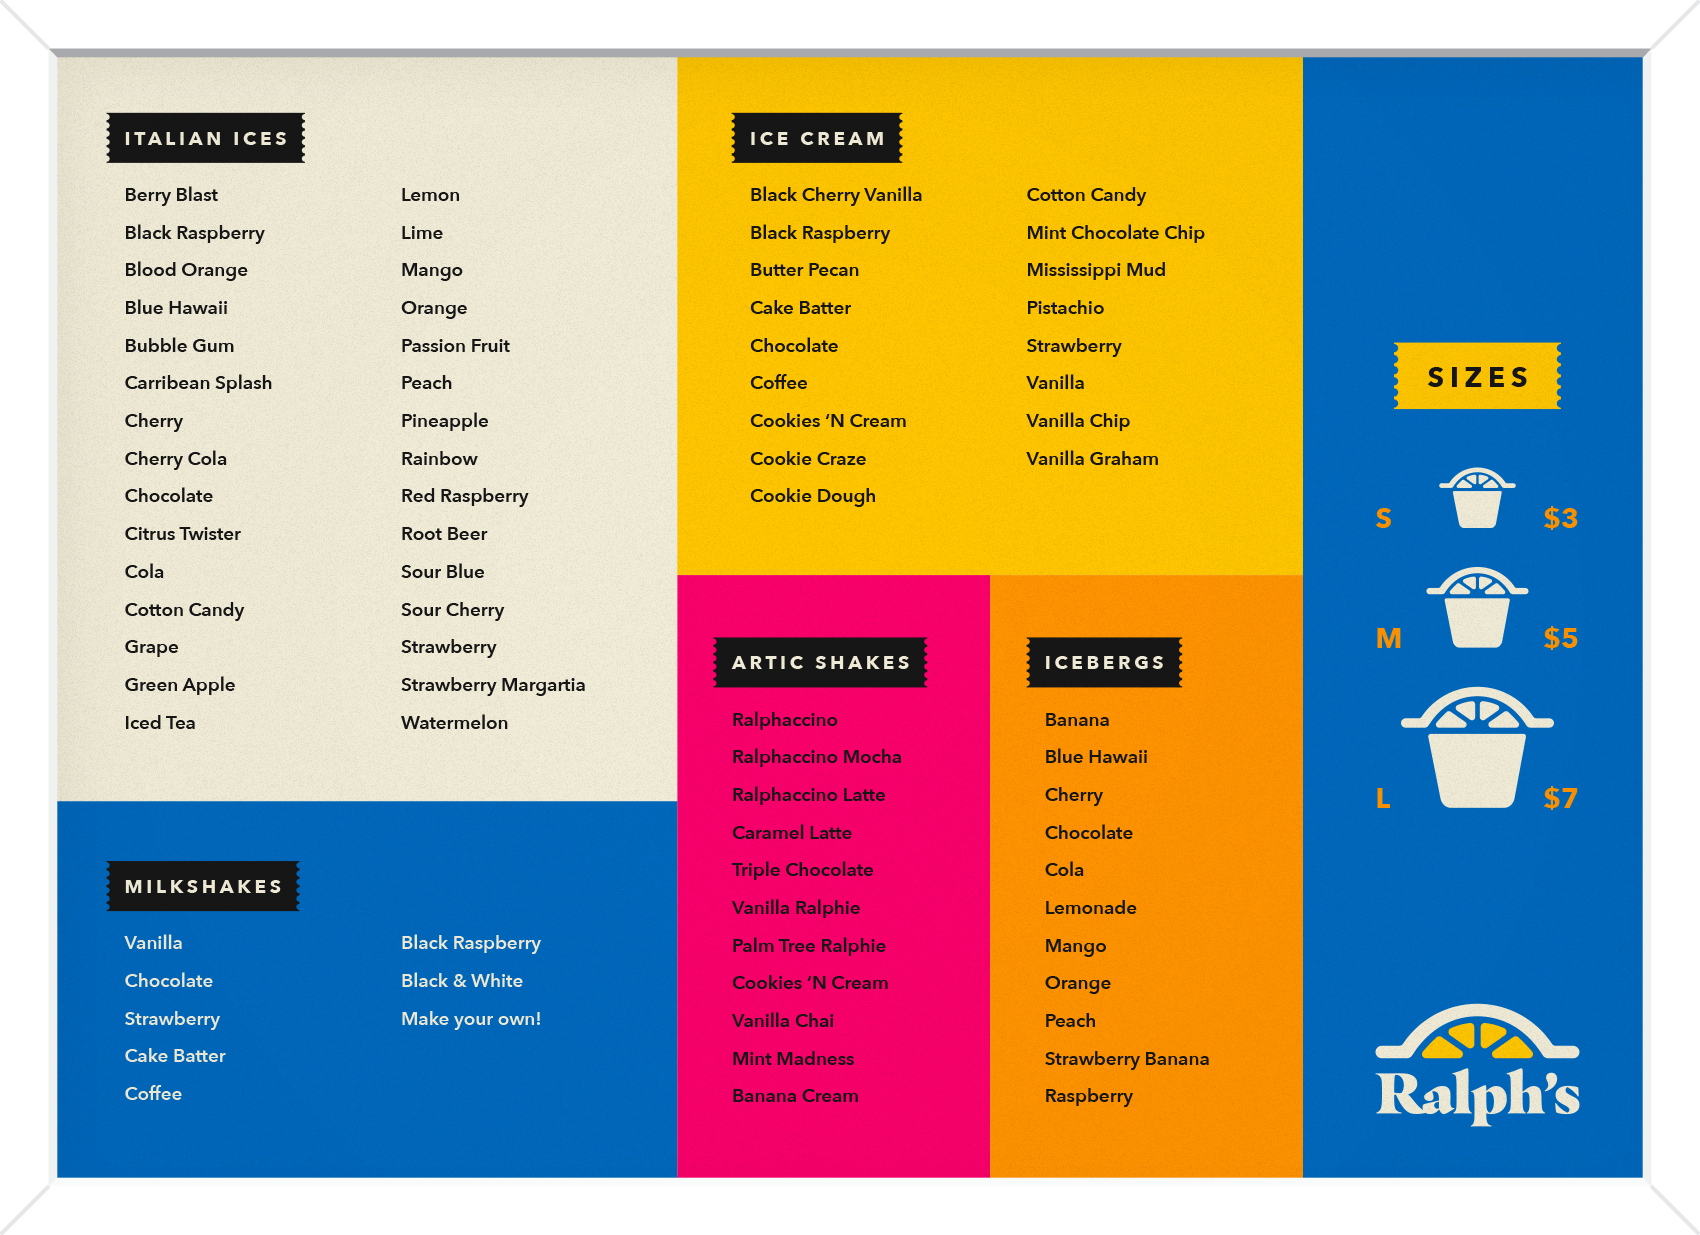 ITALIAN ICES
Berry Blast
Black Raspberry
Blood Orange
Blue Hawaii
Bubble Gum
Carribean Splash
Cherry
Cherry Cola
Chocolate
Citrus Twister
Cola
Cotton Candy
Grape
Green Apple
Iced Tea
Lemon
Lime
Mango
Orange
Passion Fruit
Peach
Pineapple
Rainbow
Red Raspberry
Root Beer
Sour Blue
Sour Cherry
Strawberry
Strawberry Margartia
Watermelon
MILKSHAKES
Vanilla
Chocolate
Strawberry
Cake Batter
Coffee
Black Raspberry
Black & White
Make your own!
ICE CREAM
Black Cherry Vanilla
Black Raspberry
Butter Pecan
Cake Batter
Chocolate
Coffee
Cookies ‘N Cream
Cookie Craze
Cookie Dough
Cotton Candy
Mint Chocolate Chip
Mississippi Mud
Pistachio
Strawberry
Vanilla
Vanilla Chip
Vanilla Graham
ARTIC SHAKES
Ralphaccino
Ralphaccino Mocha
Ralphaccino Latte
Caramel Latte
Triple Chocolate
Vanilla Ralphie
Palm Tree Ralphie
Cookies ‘N Cream
Vanilla Chai
Mint Madness
Banana Cream
ICEBERGS
Banana
Blue Hawaii
Cherry
Chocolate
Cola
Lemonade
Mango
Orange
Peach
Strawberry Banana
Raspberry
SIZES
S $3
M $5
L $7
Ralph’s